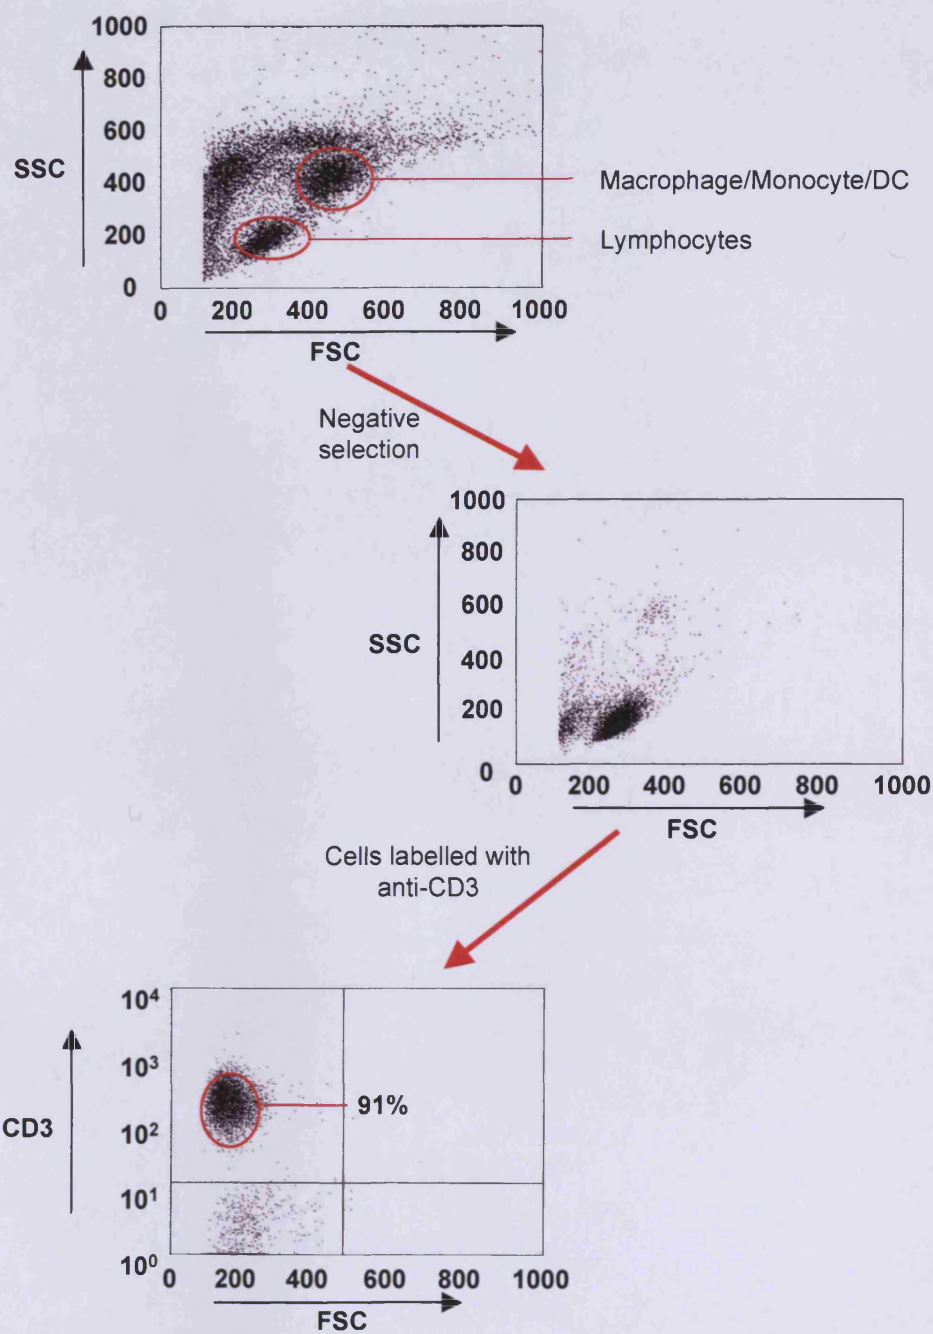 1000
800
600
SSC
400
200
0
Macrophage/Monocyte/DC
Lymphocytes
200 400 600 800 1000
FSC
Negative
selection
1000
800
600
SSC
400
200
0
0 200 400 600 800 1000
FSC
Cells labelled with
anti-CD3
10⁴
10³
91%
CD3
10²
10¹
10⁰
0 200 400 600 800 1000
FSC